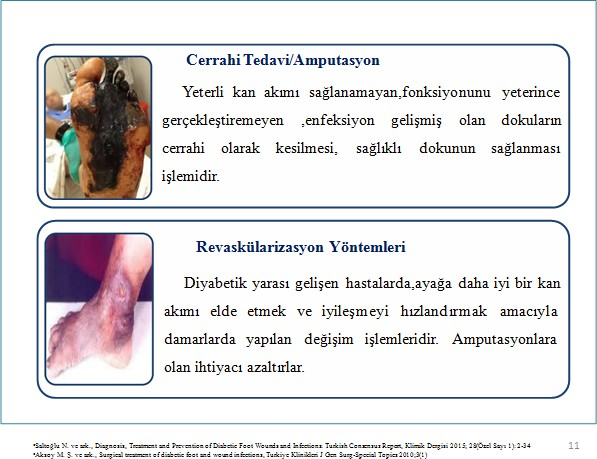 Cerrahi Tedavi/Amputasyon
Yeterli kan akımı sağlanamayan,fonksiyonunu yeterince
gerçekleştiremeyen ,enfeksiyon gelişmiş olan dokuların
cerrahi olarak kesilmesi, sağlıklı dokunun sağlanması
işlemidir.
Revaskülarizasyon Yöntemleri
Diyabetik yarası gelişen hastalarda,ayağa daha iyi bir kan
akımı elde etmek ve iyileşmeyi hızlandırmak amacıyla
damarlarda yapılan değişim işlemleridir. Amputasyonlara
olan ihtiyacı azaltırlar.
*Saltoğlu N. ve ark., Diagnosis, Treatment and Prevention of Diabetic Foot Wounds and Infections: Turkish Consensus Report, Klimik Dergisi 2015; 28(Özel Sayı 1): 2-34
*Aksoy M. Ş. ve ark., Surgical treatment of diabetic foot and wound infections, Turkiye Klinikleri J Gen Surg-Special Topics 2010;3(1)
11